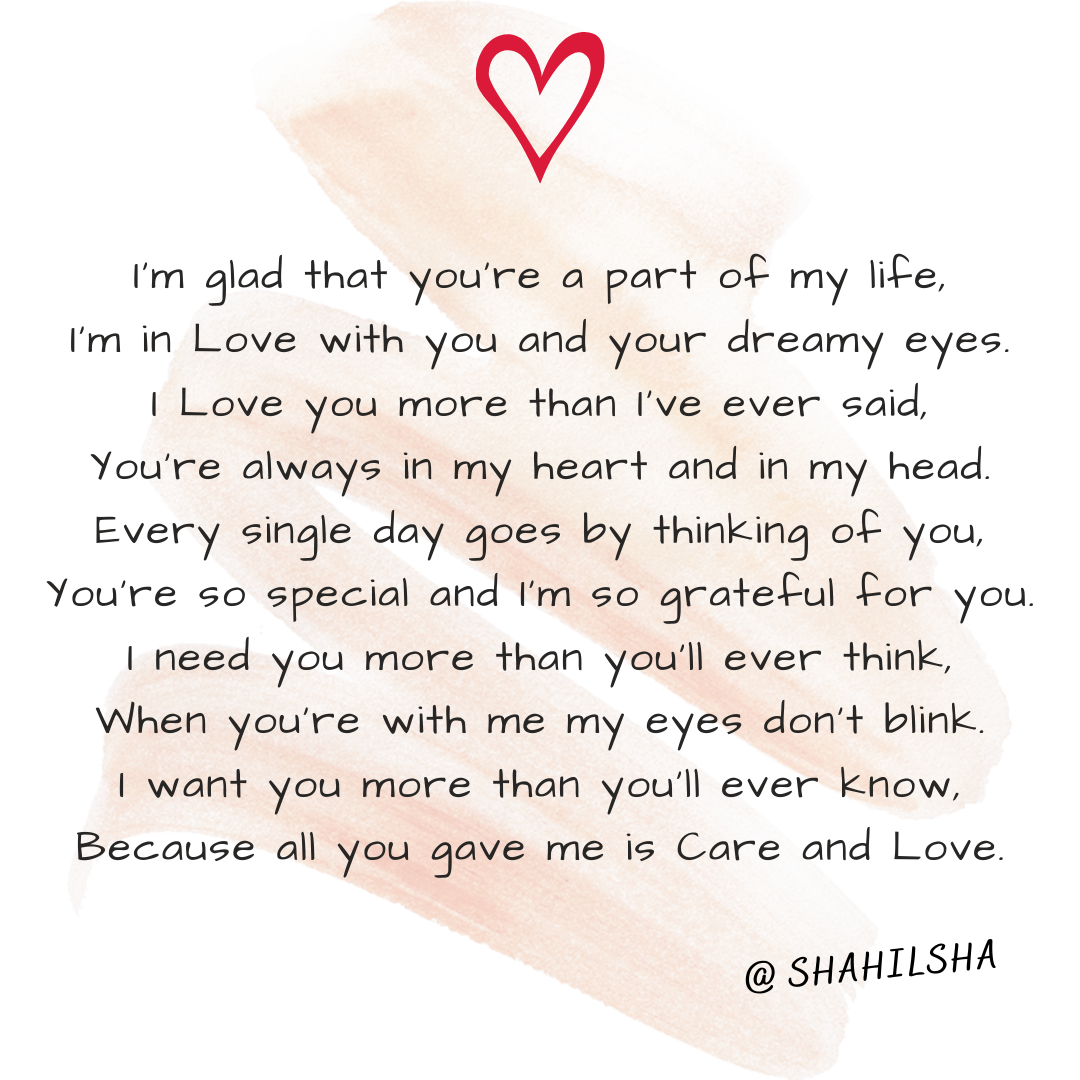 I'm glad that you're a part of my life,
I'm in Love with you and your dreamy eyes.
I Love you more than I've ever said,
You're always in my heart and in my head.
Every single day goes by thinking of you,
You're so special and I'm so grateful for you.
I need you more than you'll ever think,
When you're with me my eyes don't blink.
I want you more than you'll ever know,
Because all you gave me is Care and Love.
@ SHAHILSHA